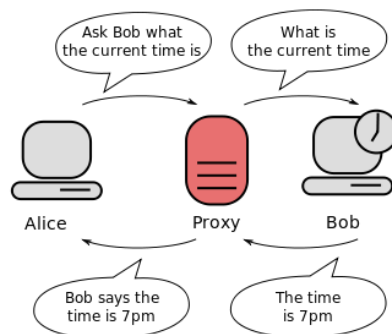 Ask Bob what
the current time is
What is
the current time
Alice
Proxy
Bob
Bob says the
time is 7pm
The time
is 7pm